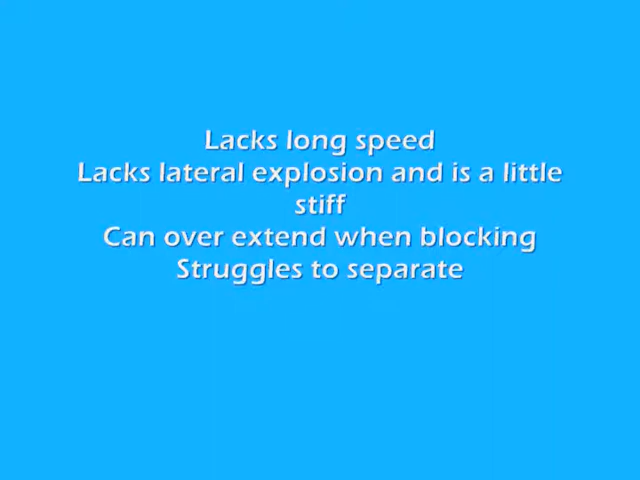 Lacks long speed
Lacks lateral explosion and is a little
stiff
Can over extend when blocking
Struggles to separate